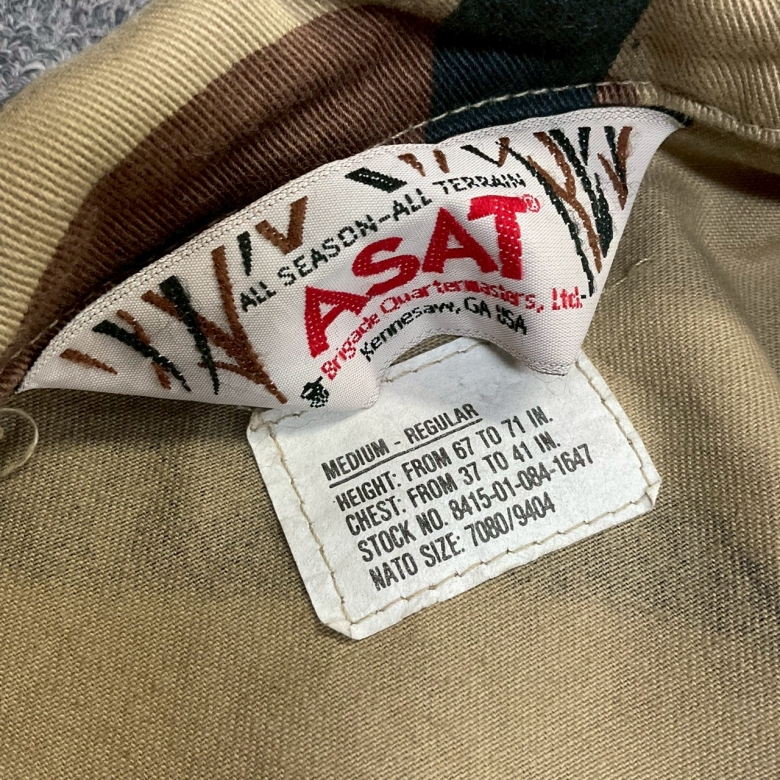 ALL SEASON-ALL TERRAIN
ASAT®
Brigade Quartermasters, Ltd.
Kennesaw, GA USA
MEDIUM - REGULAR
HEIGHT: FROM 67 TO 71 IN.
CHEST: FROM 37 TO 41 IN.
STOCK NO. 8415-01-084-1647
NATO SIZE: 7080/9404